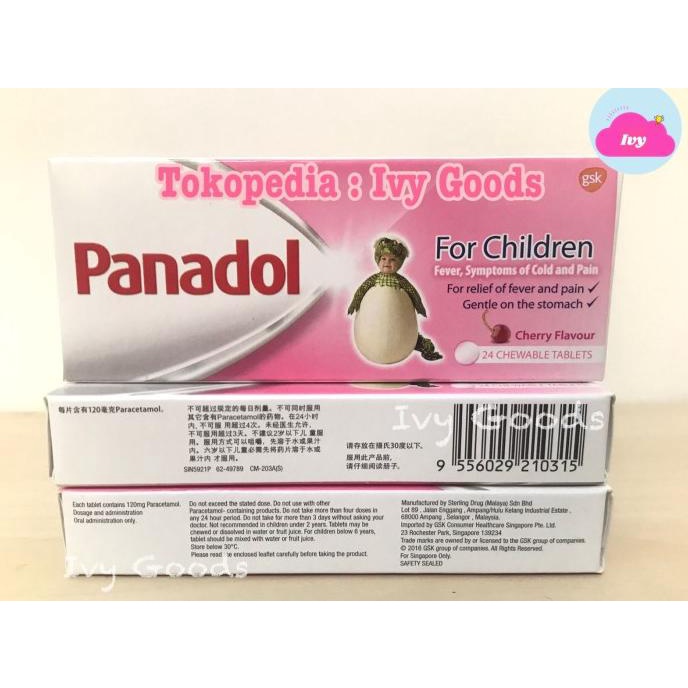 Ivy
Tokopedia : Ivy Goods
gsk
Panadol
For Children
Fever, Symptoms of Cold and Pain
For relief of fever and pain ✓
Gentle on the stomach ✓
Cherry Flavour
24 CHEWABLE TABLETS
每片含有120毫克Paracetamol.
不可超过规定的每日剂量。不可同时服用
其它含有Paracetamol的药物。在24小时
内, 不可服 用超过4次。未经医生允许,
不可服用超过3天。不建议2岁以下儿 童服
用。服用方式可以咀嚼，先溶于水或果汁
内。六岁以下儿童必需先将药片溶于水或
果汁内 才服用。
SIN5921P 62-49789 CM-203A(S)
请存放在摄氏30度以下。
服用此产品前,
请仔细阅读册子。
Ivy Goods
9 556029 210315
Each tablet contains 120mg Paracetamol.
Dosage and administration
Oral administration only.
Do not exceed the stated dose. Do not use with other
Paracetamol- containing products. Do not take more than four doses in
any 24 hour period. Do not take for more than 3 days without asking your
doctor. Not recommended in children under 2 years. Tablets may be
chewed or dissolved in water or fruit juice. For children below 6 years,
tablet should be mixed with water or fruit juice.
Store below 30°C.
Please read enclosed leaflet carefully before taking the product.
Manufactured by Sterling Drug (Malaya) Sdn Bhd
Lot 89 , Jalan Enggang , Ampang/Hulu Kelang Industrial Estate ,
68000 Ampang , Selangor , Malaysia.
Imported by GSK Consumer Healthcare Singapore Pte. Ltd.
23 Rochester Park, Singapore 139234
Trade marks are owned by or licensed to the GSK group of companies.
© 2016 GSK group of companies. All Rights Reserved.
For Singapore Only.
SAFETY SEALED
Ivy Goods